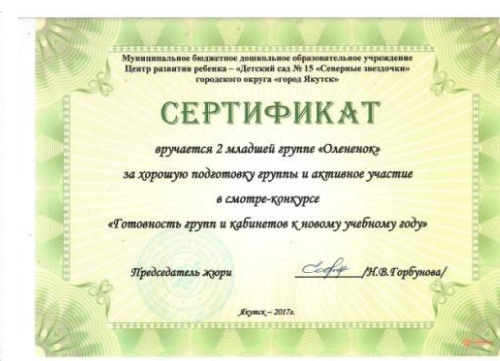 Муниципальное бюджетное дошкольное образовательное учреждение
Центр развития ребенка – «Детский сад № 15 «Северные звездочки»
городского округа «город Якутск»
СЕРТИФИКАТ
вручается 2 младшей группе «Олененок»
за хорошую подготовку группы и активное участие
в смотре-конкурсе
«Готовность групп и кабинетов к новому учебному году»
Председатель жюри /Н.В.Горбунова/
Якутск – 2017г.